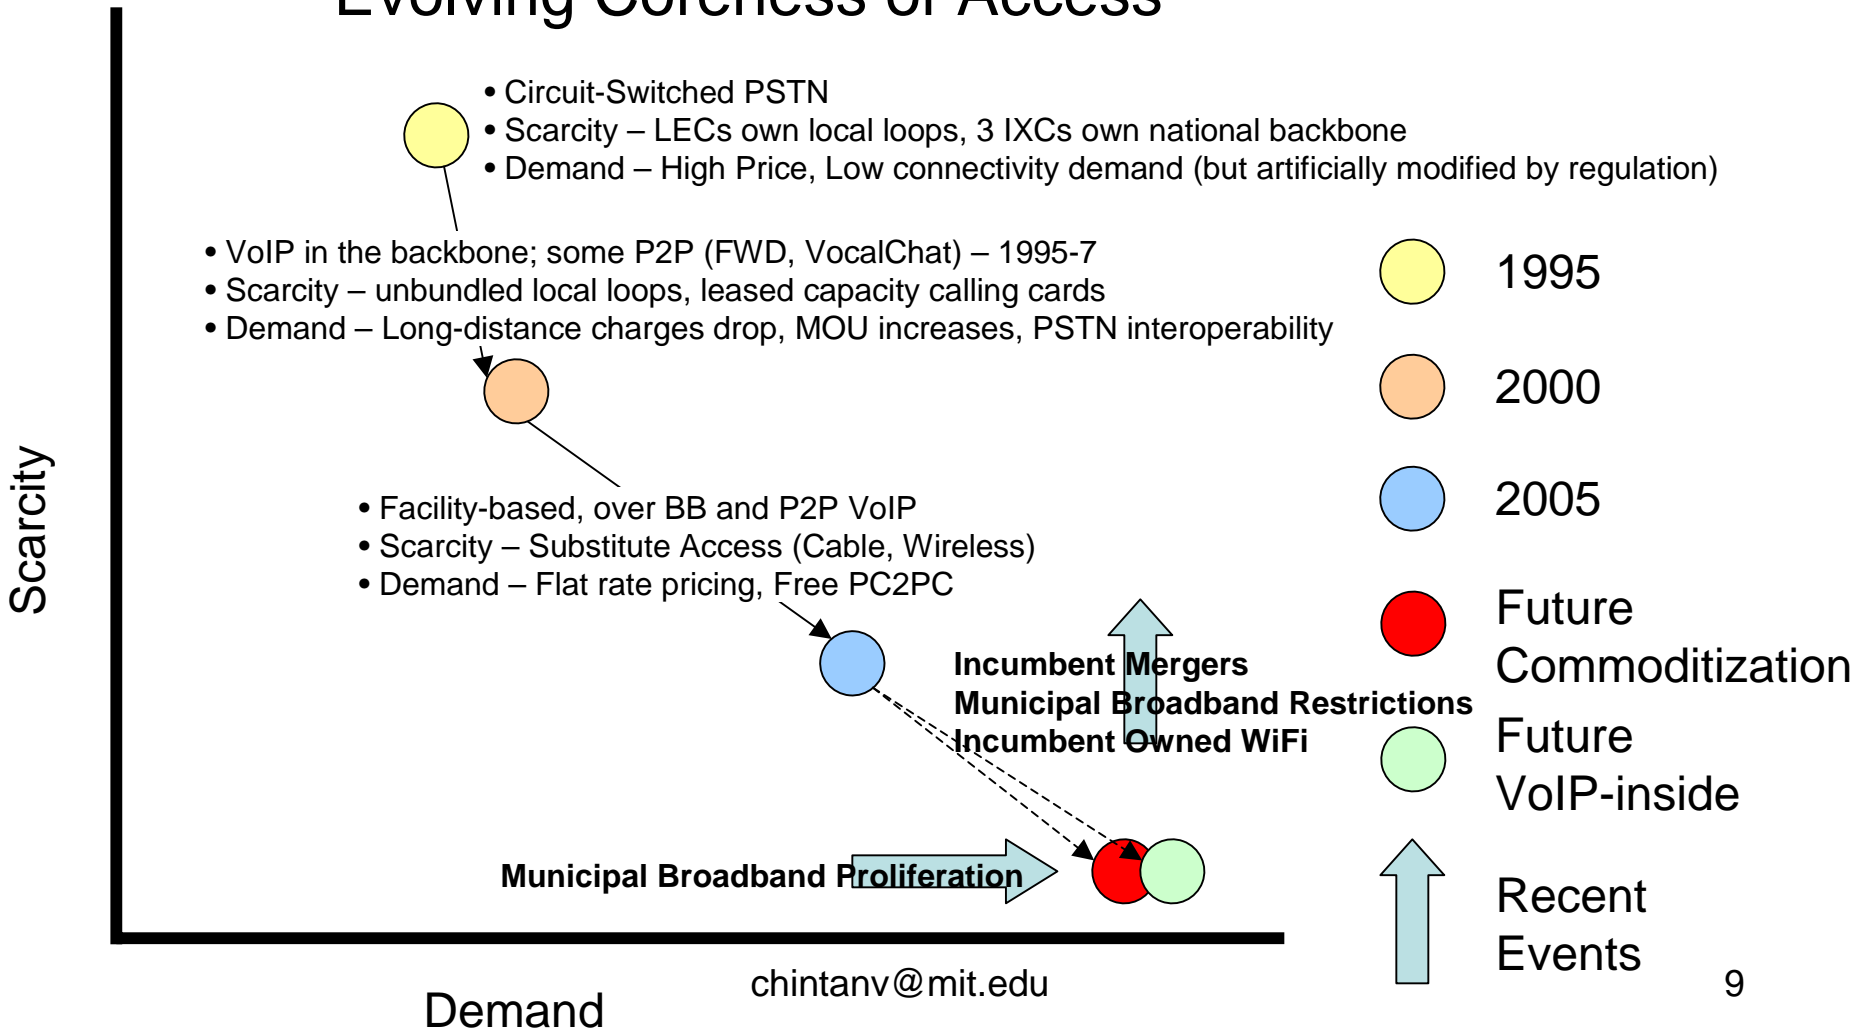 Evolving Coreness of Access
• Circuit-Switched PSTN
• Scarcity – LECs own local loops, 3 IXCs own national backbone
• Demand – High Price, Low connectivity demand (but artificially modified by regulation)
• VoIP in the backbone; some P2P (FWD, VocalChat) – 1995-7
• Scarcity – unbundled local loops, leased capacity calling cards
• Demand – Long-distance charges drop, MOU increases, PSTN interoperability
1995
2000
Scarcity
• Facility-based, over BB and P2P VoIP
• Scarcity – Substitute Access (Cable, Wireless)
• Demand – Flat rate pricing, Free PC2PC
2005
Future
Commoditization
Incumbent Mergers
Municipal Broadband Restrictions
Incumbent Owned WiFi
Future
VoIP-inside
Municipal Broadband Proliferation
Recent
Events
chintanv@mit.edu
9
Demand